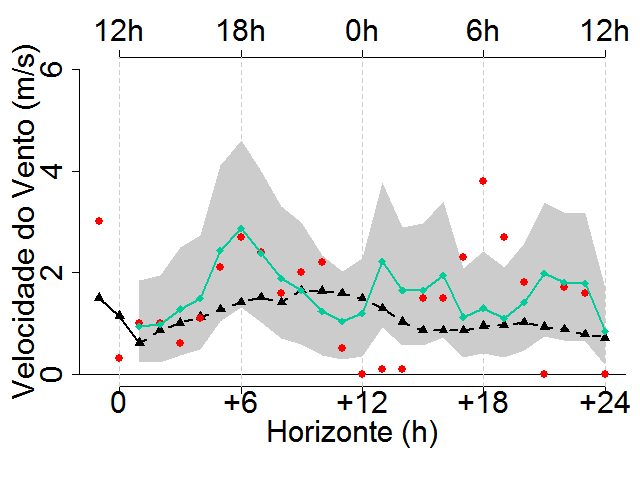 12h 18h 0h 6h 12h
Velocidade do Vento (m/s)
6
4
2
0
0 +6 +12 +18 +24
Horizonte (h)